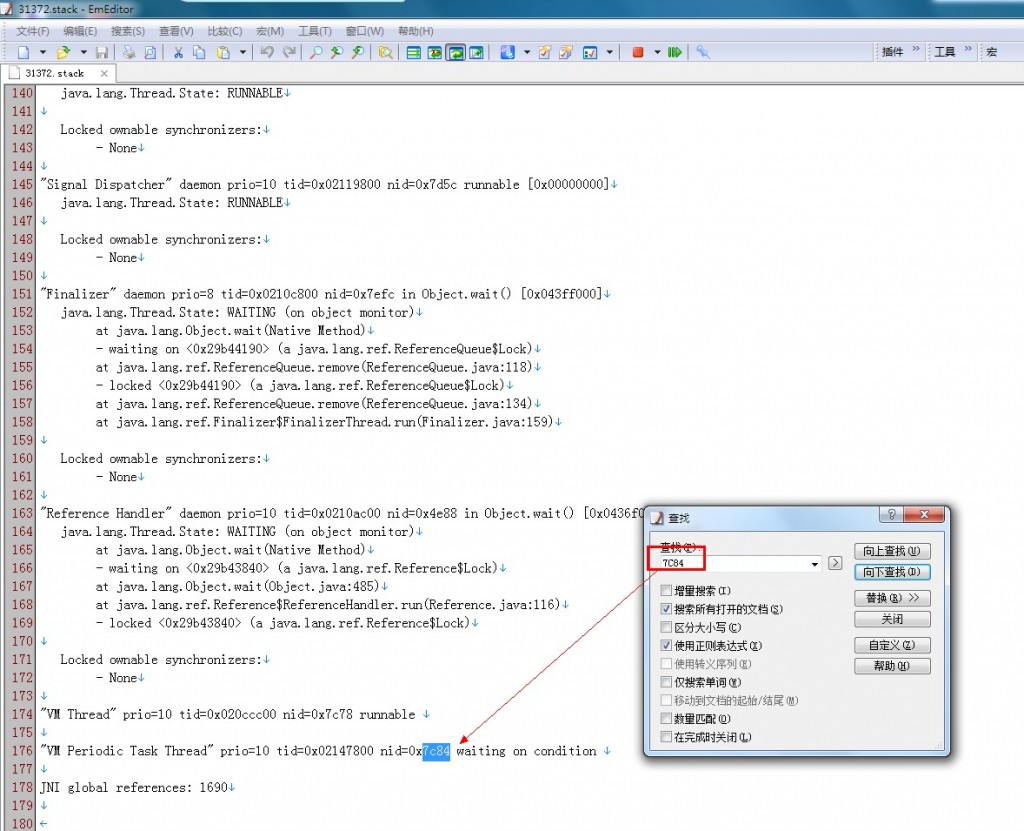 31372.stack - EmEditor
文件(F) 编辑(E) 搜索(S) 查看(V) 比较(C) 宏(M) 工具(T) 窗口(W) 帮助(H)
插件 » 工具 » 宏
31372.stack ×
140 java.lang.Thread.State: RUNNABLE↓
141 ↓
142 Locked ownable synchronizers:↓
143 - None↓
144 ↓
145 "Signal Dispatcher" daemon prio=10 tid=0x02119800 nid=0x7d5c runnable [0x00000000]↓
146 java.lang.Thread.State: RUNNABLE↓
147 ↓
148 Locked ownable synchronizers:↓
149 - None↓
150 ↓
151 "Finalizer" daemon prio=8 tid=0x0210c800 nid=0x7efc in Object.wait() [0x043ff000]↓
152 java.lang.Thread.State: WAITING (on object monitor)↓
153 at java.lang.Object.wait(Native Method)↓
154 - waiting on <0x29b44190> (a java.lang.ref.ReferenceQueue$Lock)↓
155 at java.lang.ref.ReferenceQueue.remove(ReferenceQueue.java:118)↓
156 - locked <0x29b44190> (a java.lang.ref.ReferenceQueue$Lock)↓
157 at java.lang.ref.ReferenceQueue.remove(ReferenceQueue.java:134)↓
158 at java.lang.ref.Finalizer$FinalizerThread.run(Finalizer.java:159)↓
159 ↓
160 Locked ownable synchronizers:↓
161 - None↓
162 ↓
163 "Reference Handler" daemon prio=10 tid=0x0210ac00 nid=0x4e88 in Object.wait() [0x0436f0
164 java.lang.Thread.State: WAITING (on object monitor)↓
165 at java.lang.Object.wait(Native Method)↓
166 - waiting on <0x29b43840> (a java.lang.ref.Reference$Lock)↓
167 at java.lang.Object.wait(Object.java:485)↓
168 at java.lang.ref.Reference$ReferenceHandler.run(Reference.java:116)↓
169 - locked <0x29b43840> (a java.lang.ref.Reference$Lock)↓
170 ↓
171 Locked ownable synchronizers:↓
172 - None↓
173 ↓
174 "VM Thread" prio=10 tid=0x020ccc00 nid=0x7c78 runnable ↓
175 ↓
176 "VM Periodic Task Thread" prio=10 tid=0x02147800 nid=0x7c84 waiting on condition ↓
177 ↓
178 JNI global references: 1690↓
179 ↓
180 ←
查找
查找(F):
7C84
增量搜索(I)
搜索所有打开的文档(S)
区分大小写(C)
使用正则表达式(X)
使用转义序列(E)
仅搜索单词(W)
移动到文档的起始/结尾(M)
数量匹配(O)
在完成时关闭(L)
向上查找(U)
向下查找(D)
替换(R) >>
关闭
自定义(Z)
帮助(H)